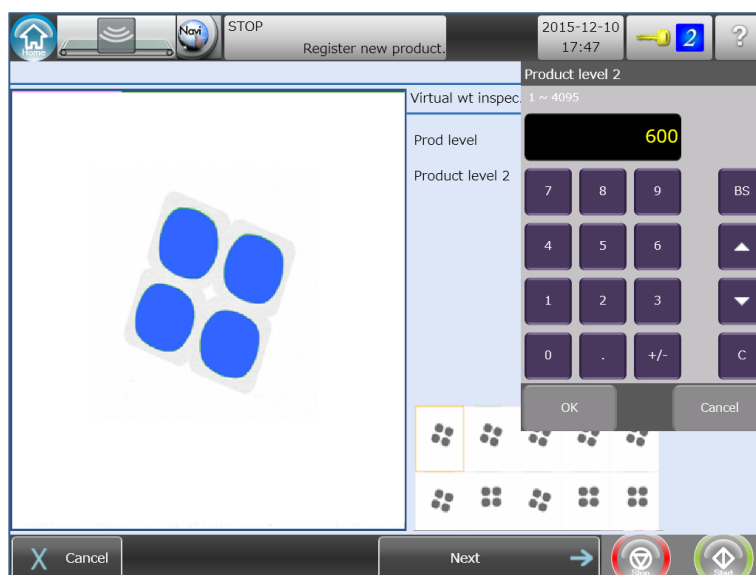 STOP
2015-12-10
17:47
Register new product.
Home
Navi
2
?
Product level 2
1 ~ 4095
Virtual wt inspec.
600
Prod level
Product level 2
7
8
9
BS
4
5
6
1
2
3
0
.
+/-
C
OK
Cancel
X Cancel
Next
Stop
Start